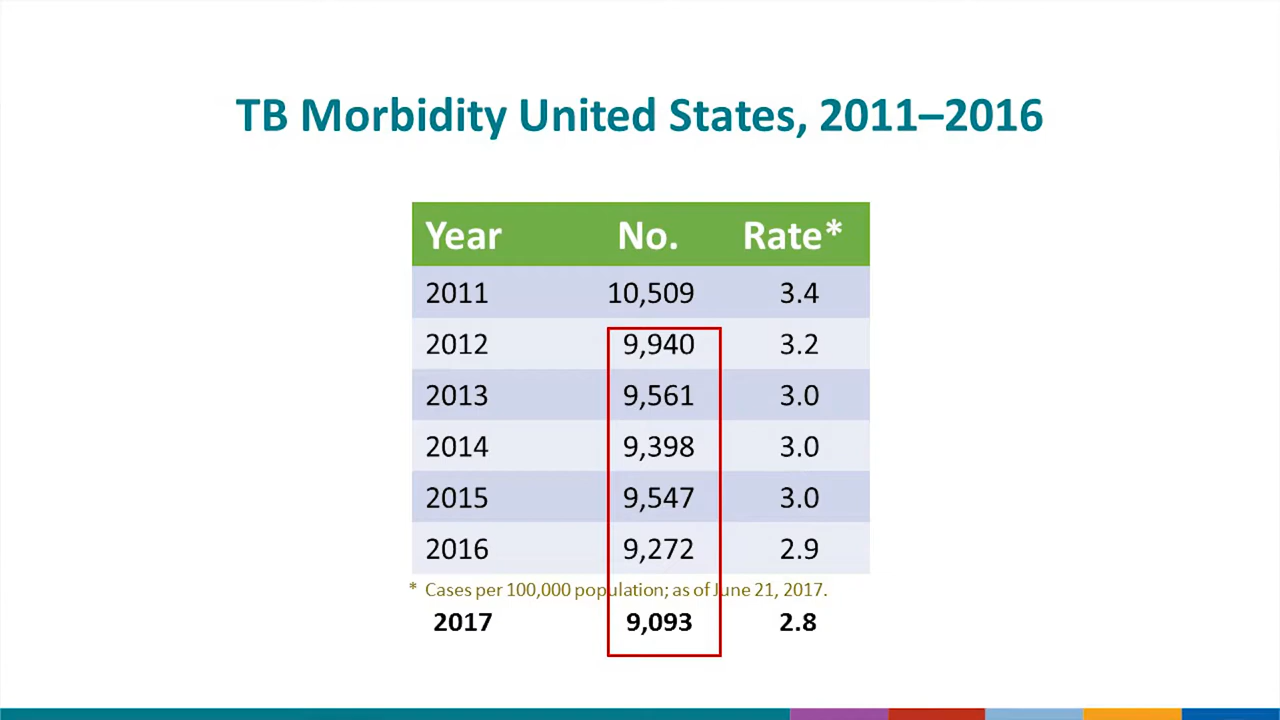 TB Morbidity United States, 2011–2016
Year No. Rate*
2011 10,509 3.4
2012 9,940 3.2
2013 9,561 3.0
2014 9,398 3.0
2015 9,547 3.0
2016 9,272 2.9
* Cases per 100,000 population; as of June 21, 2017.
2017 9,093 2.8